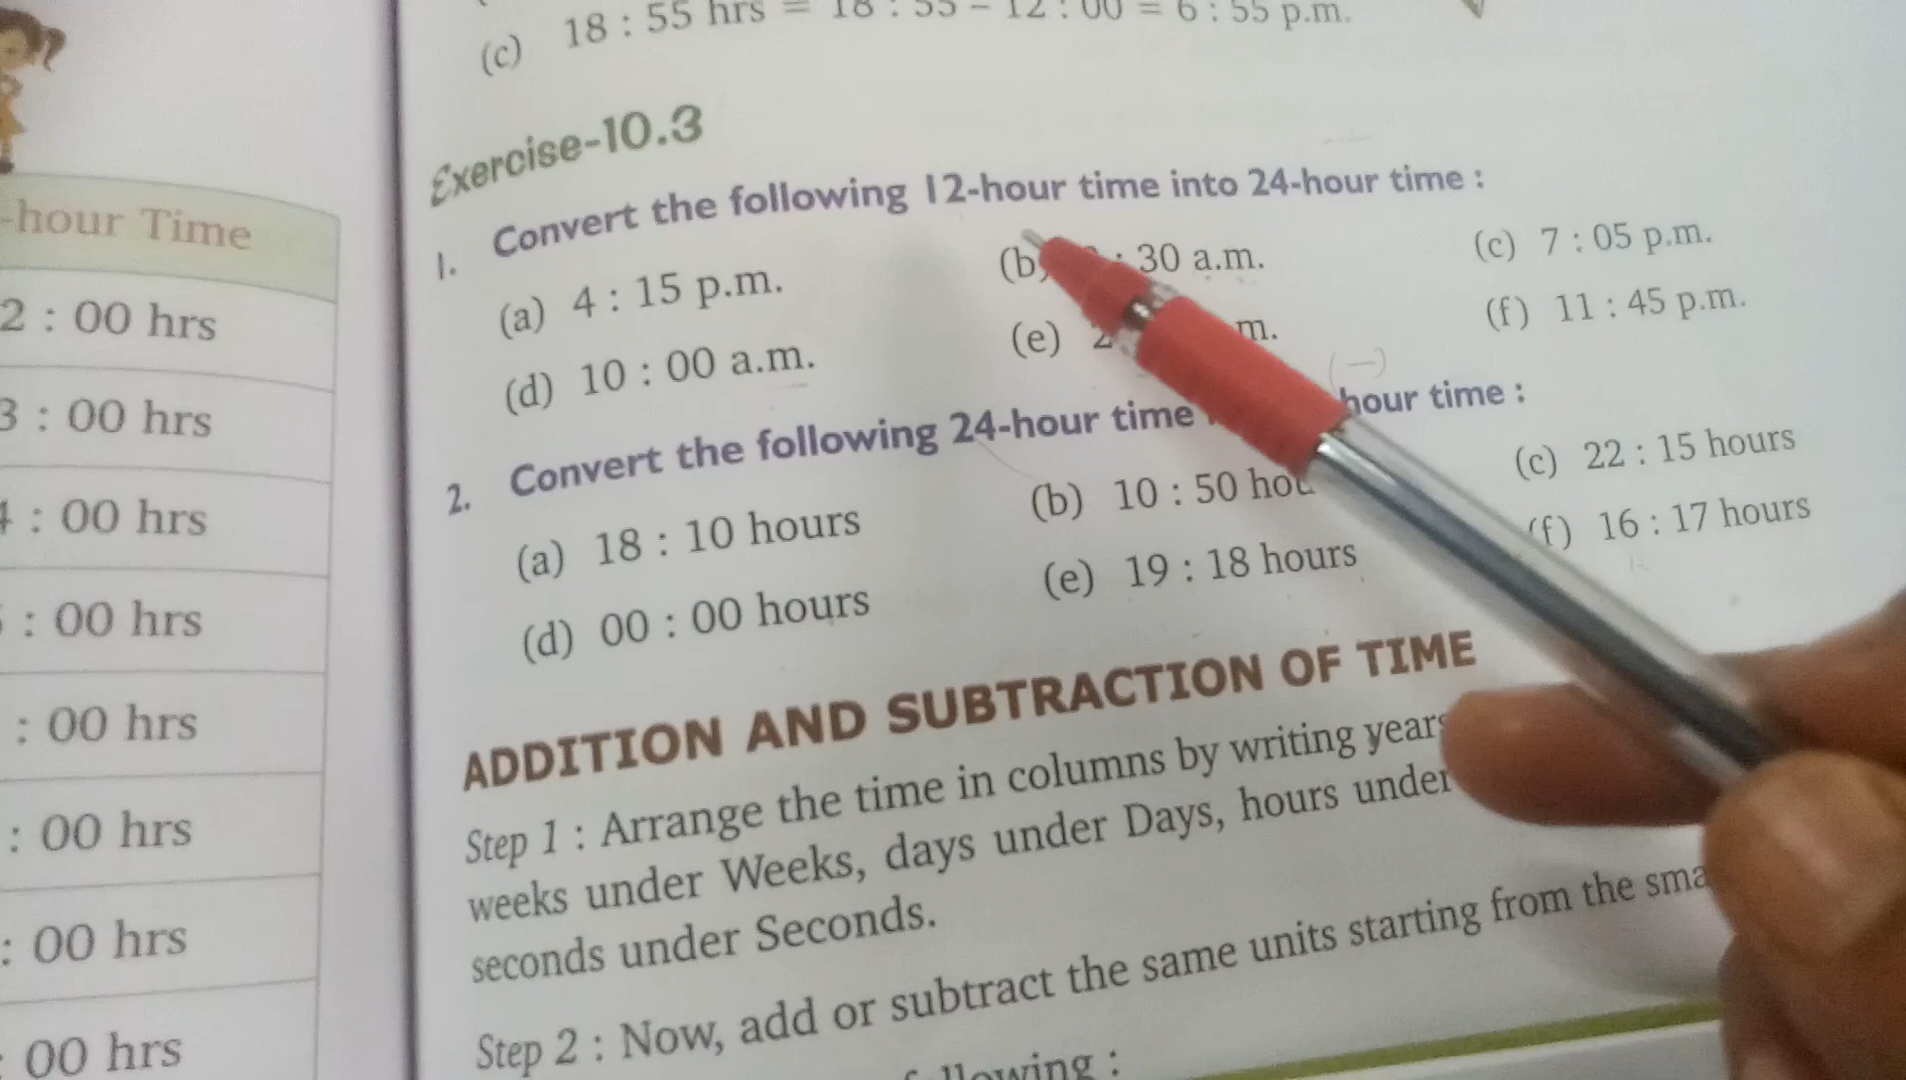 -hour Time
2 : 00 hrs
3 : 00 hrs
4 : 00 hrs
: 00 hrs
: 00 hrs
: 00 hrs
: 00 hrs
: 00 hrs
(c) 18 : 55 hrs = 18 : 55 – 12 : 00 = 6 : 55 p.m.
Exercise-10.3
1. Convert the following 12-hour time into 24-hour time :
(a) 4 : 15 p.m. (b) : 30 a.m. (c) 7 : 05 p.m.
(d) 10 : 00 a.m. (e) m. (f) 11 : 45 p.m.
(—)
2. Convert the following 24-hour time hour time :
(a) 18 : 10 hours (b) 10 : 50 hou (c) 22 : 15 hours
(d) 00 : 00 hours (e) 19 : 18 hours (f) 16 : 17 hours
ADDITION AND SUBTRACTION OF TIME
Step 1 : Arrange the time in columns by writing years
weeks under Weeks, days under Days, hours under
seconds under Seconds.
Step 2 : Now, add or subtract the same units starting from the sma
llowing :